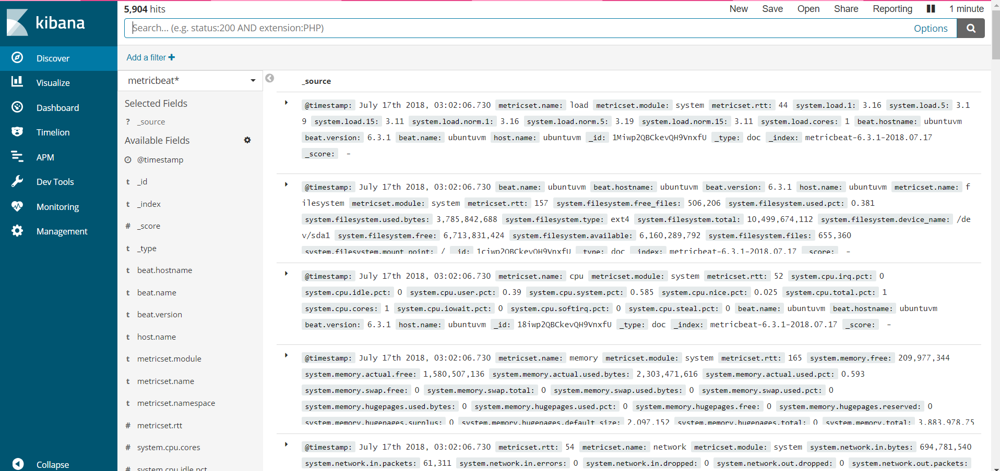 5,904 hits
New Save Open Share Reporting 1 minute
kibana
Search... (e.g. status:200 AND extension:PHP)
Options
Discover
Visualize
Dashboard
Timelion
APM
Dev Tools
Monitoring
Management
Collapse
Add a filter +
metricbeat*
Selected Fields
? _source
Available Fields
@timestamp
t _id
t _index
# _score
t _type
t beat.hostname
t beat.name
t beat.version
t host.name
t metricset.module
t metricset.name
t metricset.namespace
# metricset.rtt
# system.cpu.cores
# system.cpu.idle.pct
_source
@timestamp: July 17th 2018, 03:02:06.730 metricset.name: load metricset.module: system metricset.rtt: 44 system.load.1: 3.16 system.load.5: 3.1
9 system.load.15: 3.11 system.load.norm.1: 3.16 system.load.norm.5: 3.19 system.load.norm.15: 3.11 system.load.cores: 1 beat.hostname: ubuntuvm
beat.version: 6.3.1 beat.name: ubuntuvm host.name: ubuntuvm _id: 1Miwp2QBCkevQH9VnxfU _type: doc _index: metricbeat-6.3.1-2018.07.17
_score: -
@timestamp: July 17th 2018, 03:02:06.730 beat.name: ubuntuvm beat.hostname: ubuntuvm beat.version: 6.3.1 host.name: ubuntuvm metricset.name: f
ilesystem metricset.module: system metricset.rtt: 157 system.filesystem.free_files: 506,206 system.filesystem.used.pct: 0.381
system.filesystem.used.bytes: 3,785,842,688 system.filesystem.type: ext4 system.filesystem.total: 10,499,674,112 system.filesystem.device_name: /de
v/sda1 system.filesystem.free: 6,713,831,424 system.filesystem.available: 6,160,289,792 system.filesystem.files: 655,360
system.filesystem.mount_point: / _id: 1ciwp2QBCkevQH9VnxfU _type: doc _index: metricbeat-6.3.1-2018.07.17 _score: -
@timestamp: July 17th 2018, 03:02:06.730 metricset.name: cpu metricset.module: system metricset.rtt: 52 system.cpu.irq.pct: 0
system.cpu.idle.pct: 0 system.cpu.user.pct: 0.39 system.cpu.system.pct: 0.585 system.cpu.nice.pct: 0.025 system.cpu.total.pct: 1
system.cpu.cores: 1 system.cpu.iowait.pct: 0 system.cpu.softirq.pct: 0 system.cpu.steal.pct: 0 beat.name: ubuntuvm beat.hostname: ubuntuvm
beat.version: 6.3.1 host.name: ubuntuvm _id: 18iwp2QBCkevQH9VnxfU _type: doc _index: metricbeat-6.3.1-2018.07.17 _score: -
@timestamp: July 17th 2018, 03:02:06.730 metricset.name: memory metricset.module: system metricset.rtt: 165 system.memory.free: 209,977,344
system.memory.actual.free: 1,580,507,136 system.memory.actual.used.bytes: 2,303,471,616 system.memory.actual.used.pct: 0.593
system.memory.swap.free: 0 system.memory.swap.total: 0 system.memory.swap.used.bytes: 0 system.memory.swap.used.pct: 0
system.memory.hugepages.used.bytes: 0 system.memory.hugepages.used.pct: 0 system.memory.hugepages.free: 0 system.memory.hugepages.reserved: 0
system.memory.hugepages.surplus: 0 system.memory.hugepages.default_size: 2,097,152 system.memory.hugepages.total: 0 system.memory.total: 3,883,978,75
@timestamp: July 17th 2018, 03:02:06.730 metricset.rtt: 54 metricset.name: network metricset.module: system system.network.in.bytes: 694,781,540
system.network.in.packets: 61,311 system.network.in.errors: 0 system.network.in.dropped: 0 system.network.out.dropped: 0 system.network.out.packets: